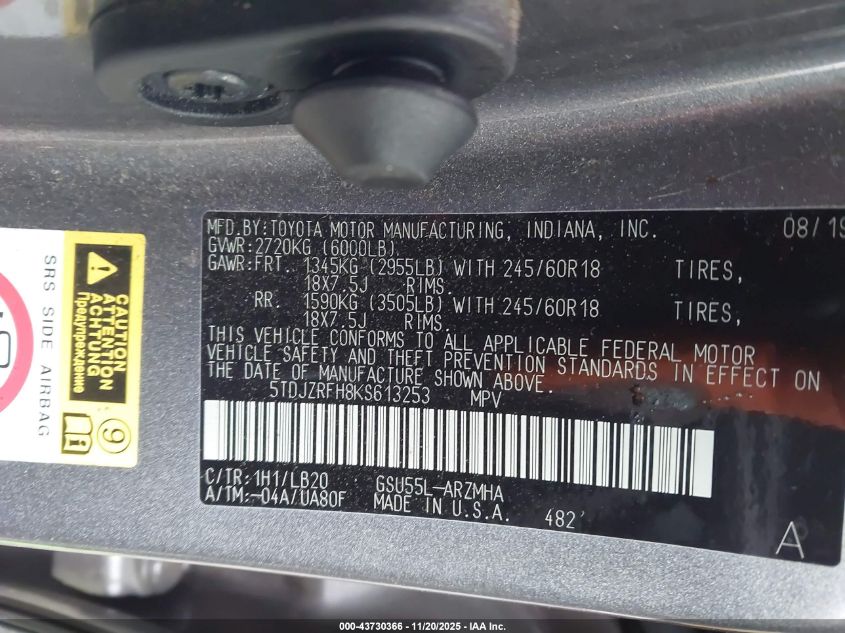 MFD.BY:TOYOTA MOTOR MANUFACTURING, INDIANA, INC. 08/19
GVWR:2720KG (6000LB)
GAWR:FRT. 1345KG (2955LB) WITH 245/60R18 TIRES,
18X7.5J RIMS.
RR. 1590KG (3505LB) WITH 245/60R18 TIRES,
18X7.5J RIMS.
THIS VEHICLE CONFORMS TO ALL APPLICABLE FEDERAL MOTOR
VEHICLE SAFETY AND THEFT PREVENTION STANDARDS IN EFFECT ON
THE DATE OF MANUFACTURE SHOWN ABOVE.
5TDJZRFH8KS613253 MPV
C/TR:1H1/LB20 GSU55L-ARZMHA
A/TM:-04A/UA80F MADE IN U.S.A. 482
A
SRS SIDE AIRBAG
ATTENTION
ACHTUNG
Предупреждение
9
000-43730366 - 11/20/2025 - IAA Inc.